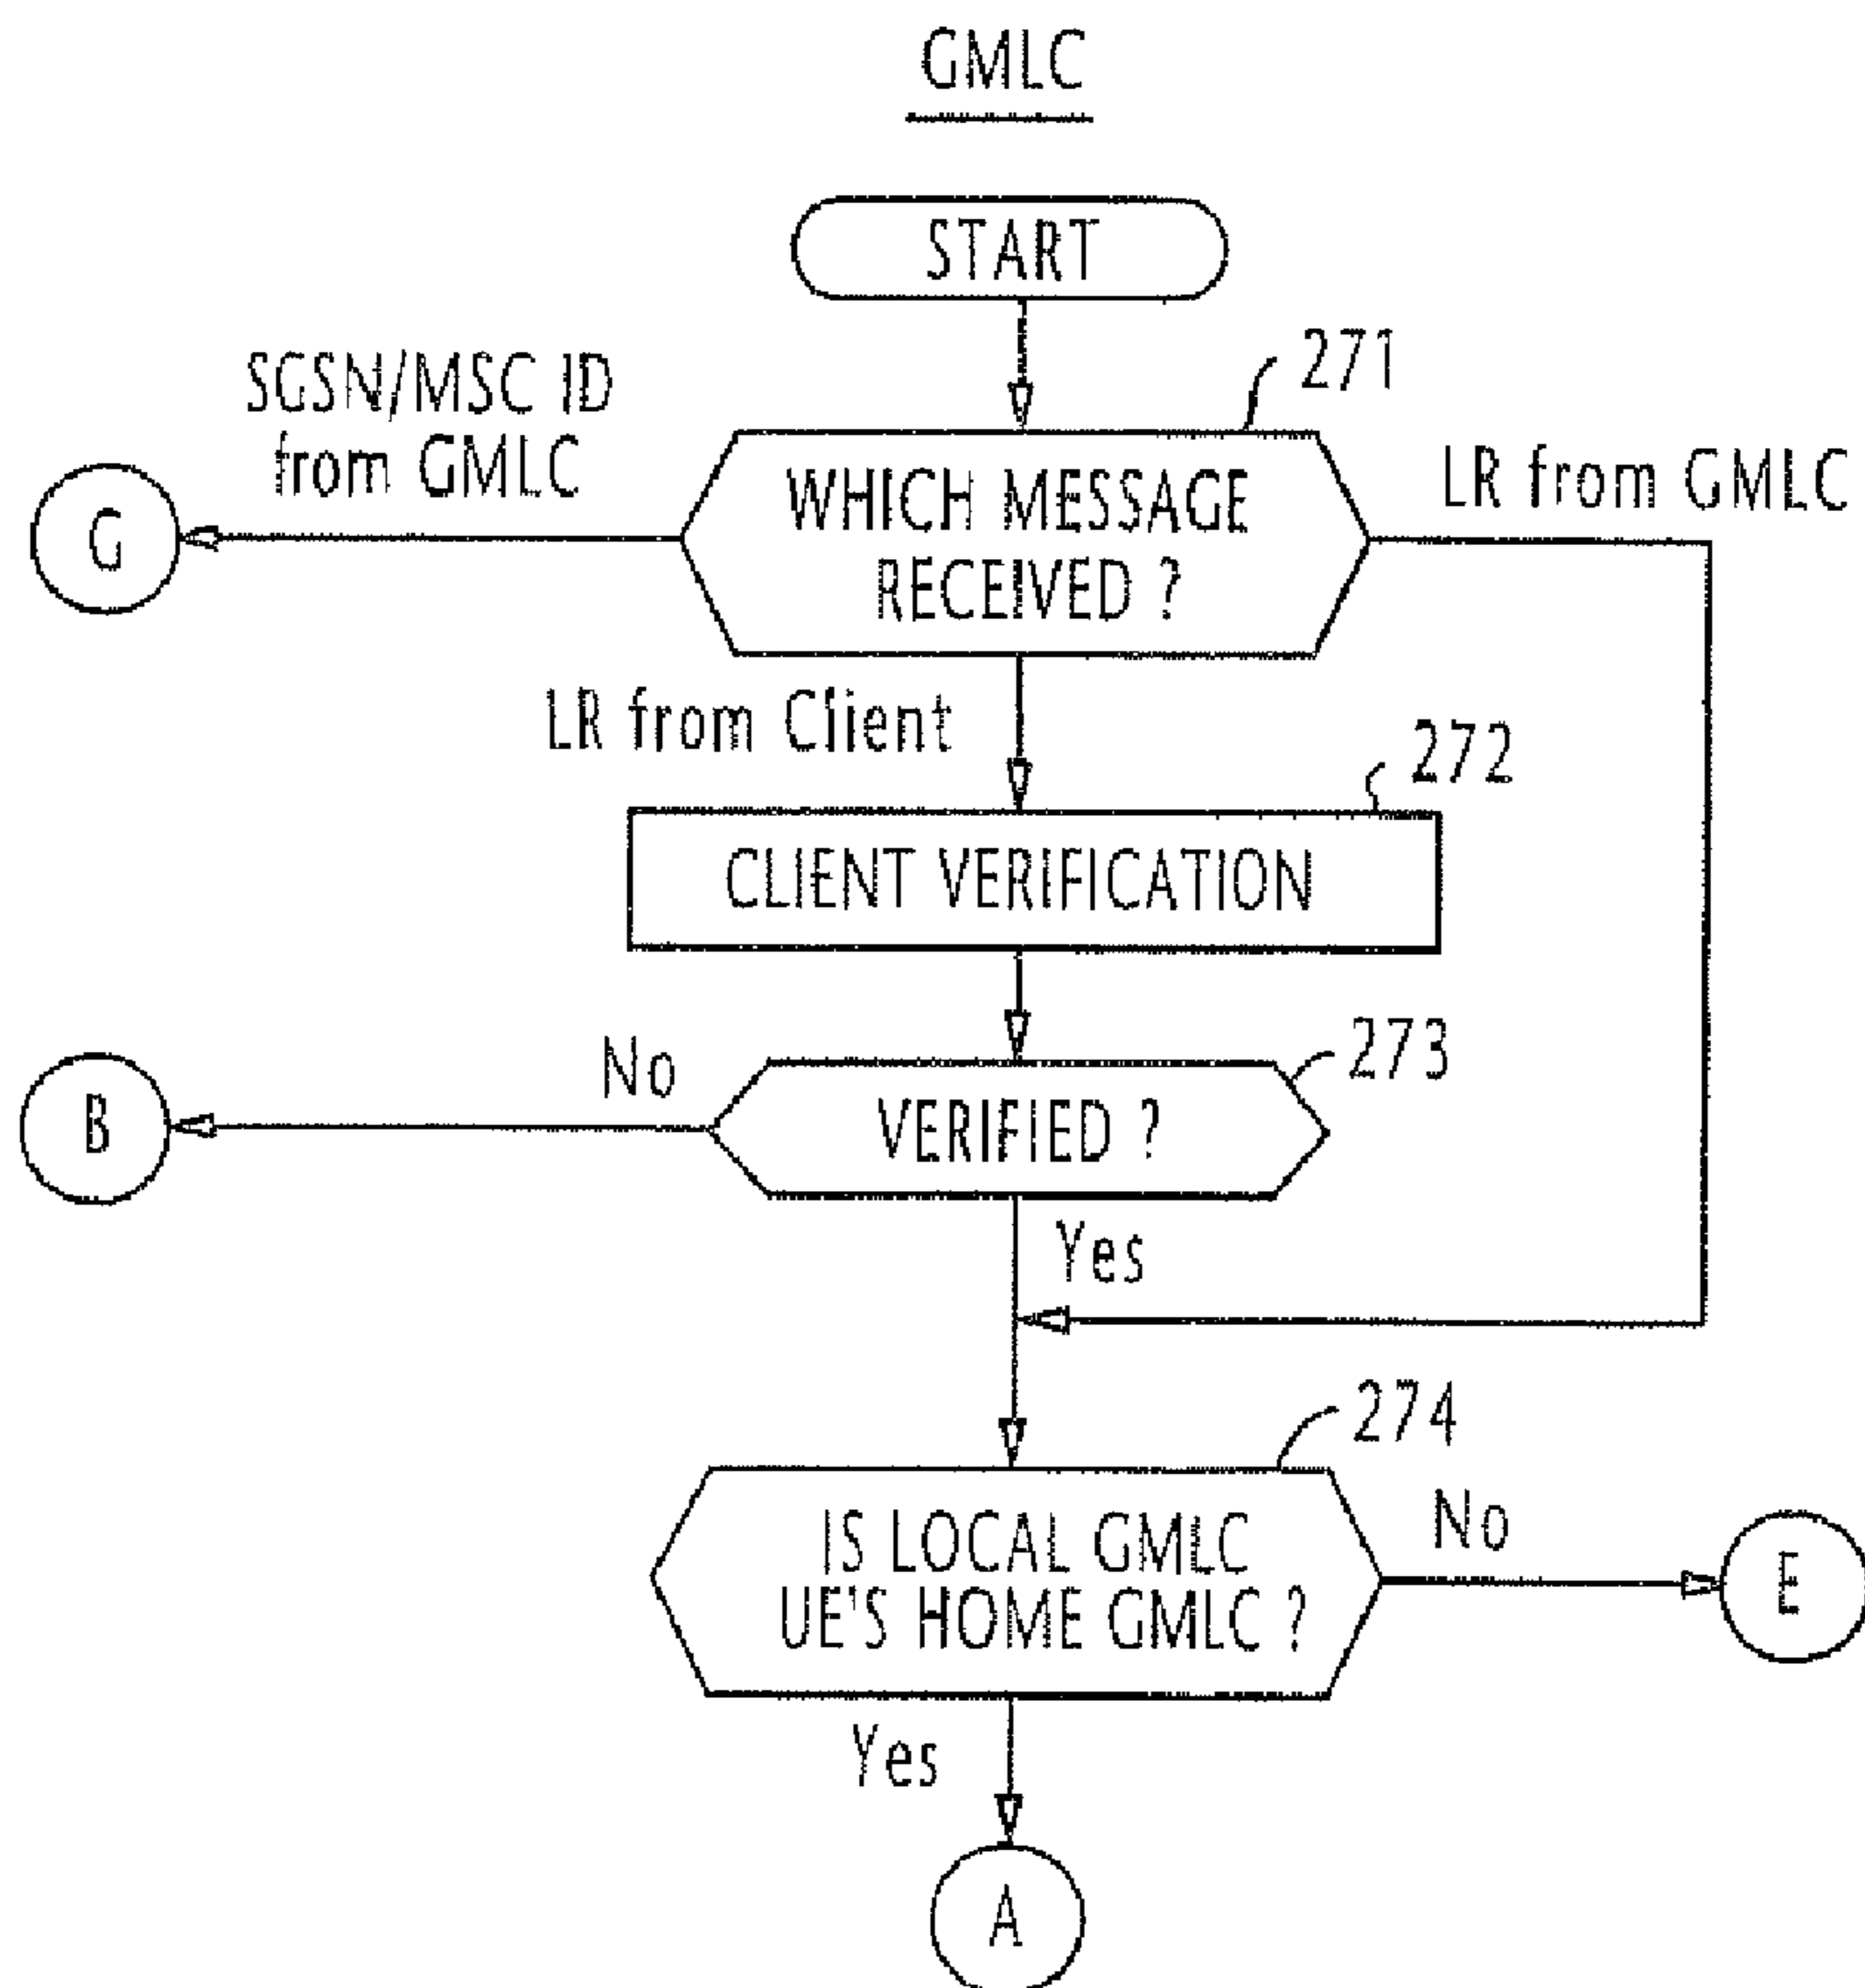 GMLC
START
271
SGSN/MSC ID
from GMLC
LR from GMLC
G
WHICH MESSAGE
RECEIVED ?
LR from Client
272
CLIENT VERIFICATION
273
No
B
VERIFIED ?
Yes
274
IS LOCAL GMLC
UE'S HOME GMLC ?
No
E
Yes
A